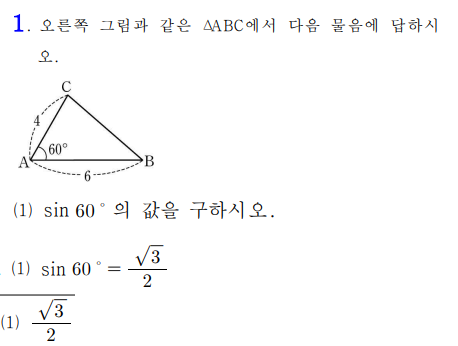 1. 오른쪽 그림과 같은 △ABC에서 다음 물음에 답하시
오.
C
4
60°
A
B
6
(1) sin 60°의 값을 구하시오.
(1) sin 60° = √3/2
(1) √3/2